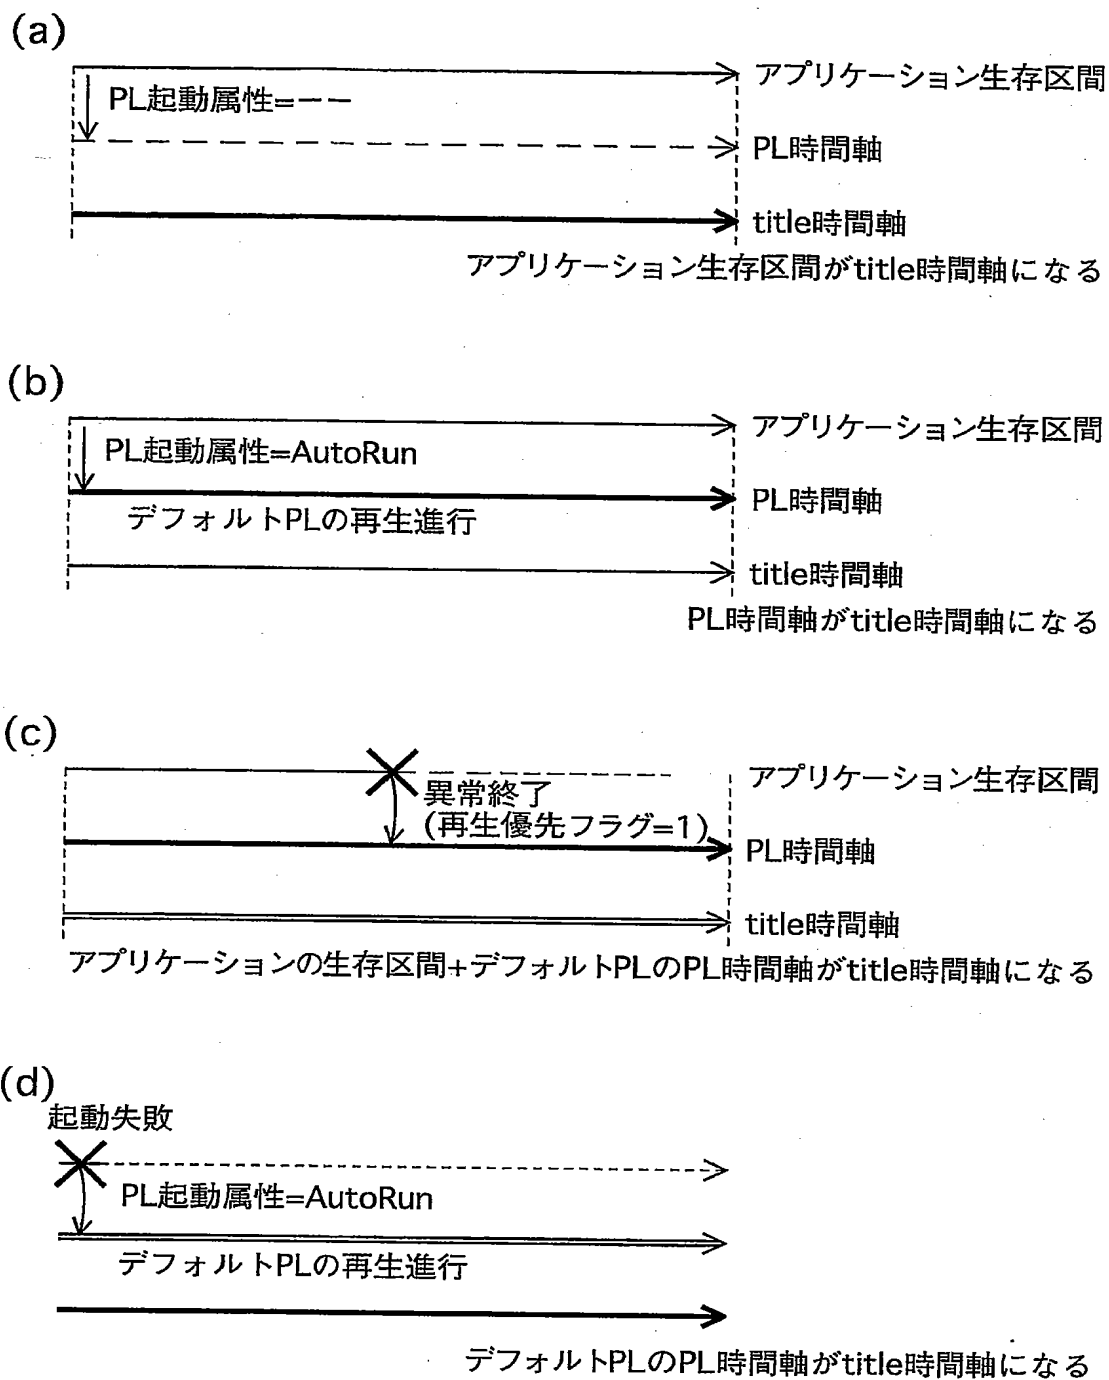 (a)
アプリケーション生存区間
PL起動属性=ーー
PL時間軸
title時間軸
アプリケーション生存区間がtitle時間軸になる
(b)
アプリケーション生存区間
PL起動属性=AutoRun
PL時間軸
デフォルトPLの再生進行
title時間軸
PL時間軸がtitle時間軸になる
(c)
アプリケーション生存区間
異常終了
(再生優先フラグ=1)
PL時間軸
title時間軸
アプリケーションの生存区間+デフォルトPLのPL時間軸がtitle時間軸になる
(d)
起動失敗
PL起動属性=AutoRun
デフォルトPLの再生進行
デフォルトPLのPL時間軸がtitle時間軸になる